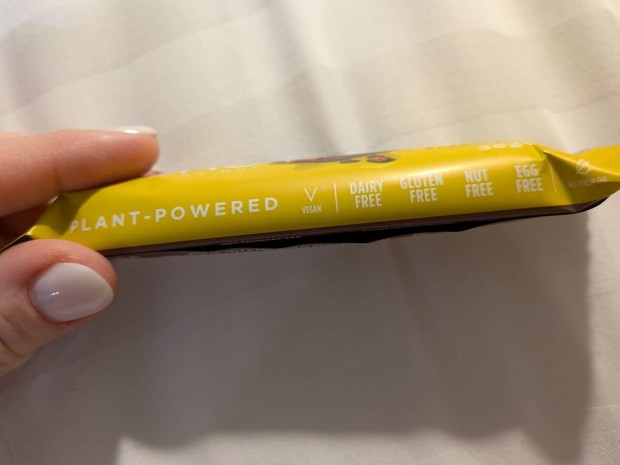 PLANT-POWERED
VEGAN
DAIRY
FREE
GLUTEN
FREE
NUT
FREE
EGG
FREE